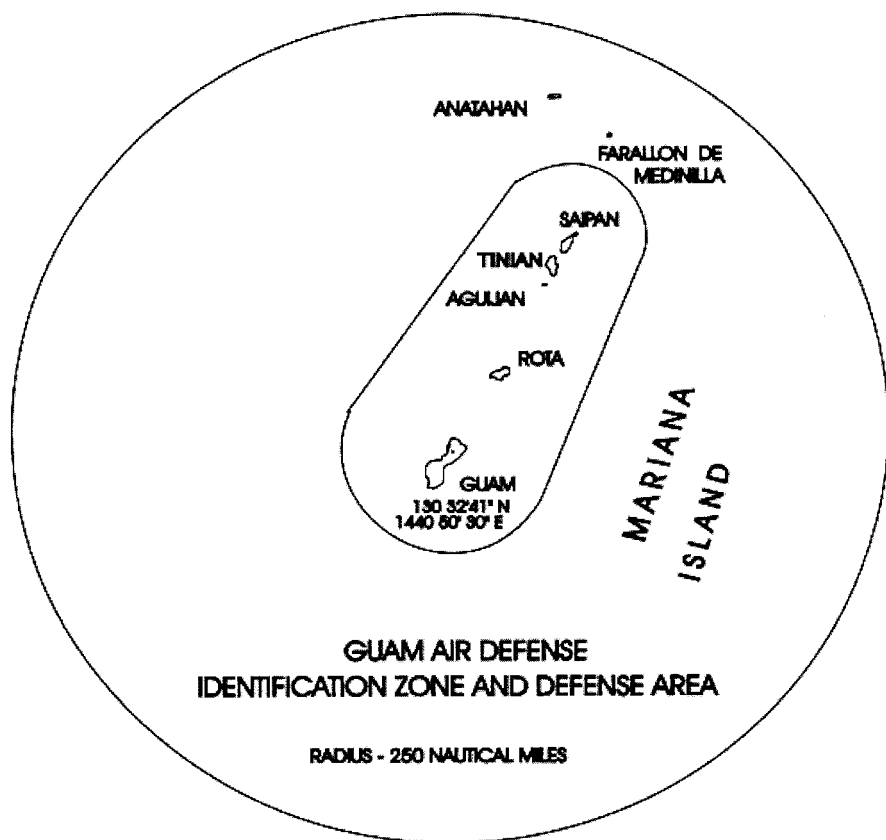 ANATAHAN
FARALLON DE
MEDINILLA
SAIPAN
TINIAN
AGUIJAN
ROTA
GUAM
130 32'41" N
1440 50' 30" E
MARIANA
ISLAND
GUAM AIR DEFENSE
IDENTIFICATION ZONE AND DEFENSE AREA
RADIUS - 250 NAUTICAL MILES